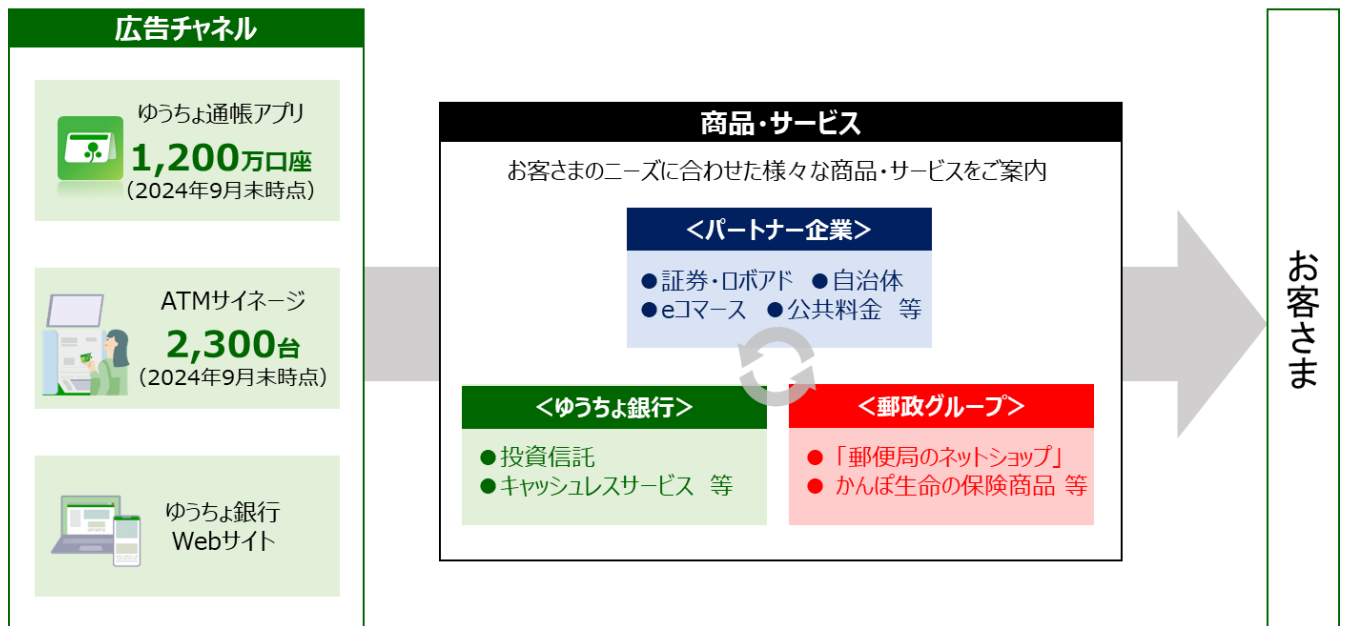 広告チャネル
ゆうちょ通帳アプリ
1,200万口座
(2024年9月末時点)
ATMサイネージ
2,300台
(2024年9月末時点)
ゆうちょ銀行
Webサイト
商品・サービス
お客さまのニーズに合わせた様々な商品・サービスをご案内
<パートナー企業>
●証券・ロボアド ●自治体
●eコマース ●公共料金 等
<ゆうちょ銀行>
●投資信託
●キャッシュレスサービス 等
<郵政グループ>
●「郵便局のネットショップ」
● かんぽ生命の保険商品 等
お客さま